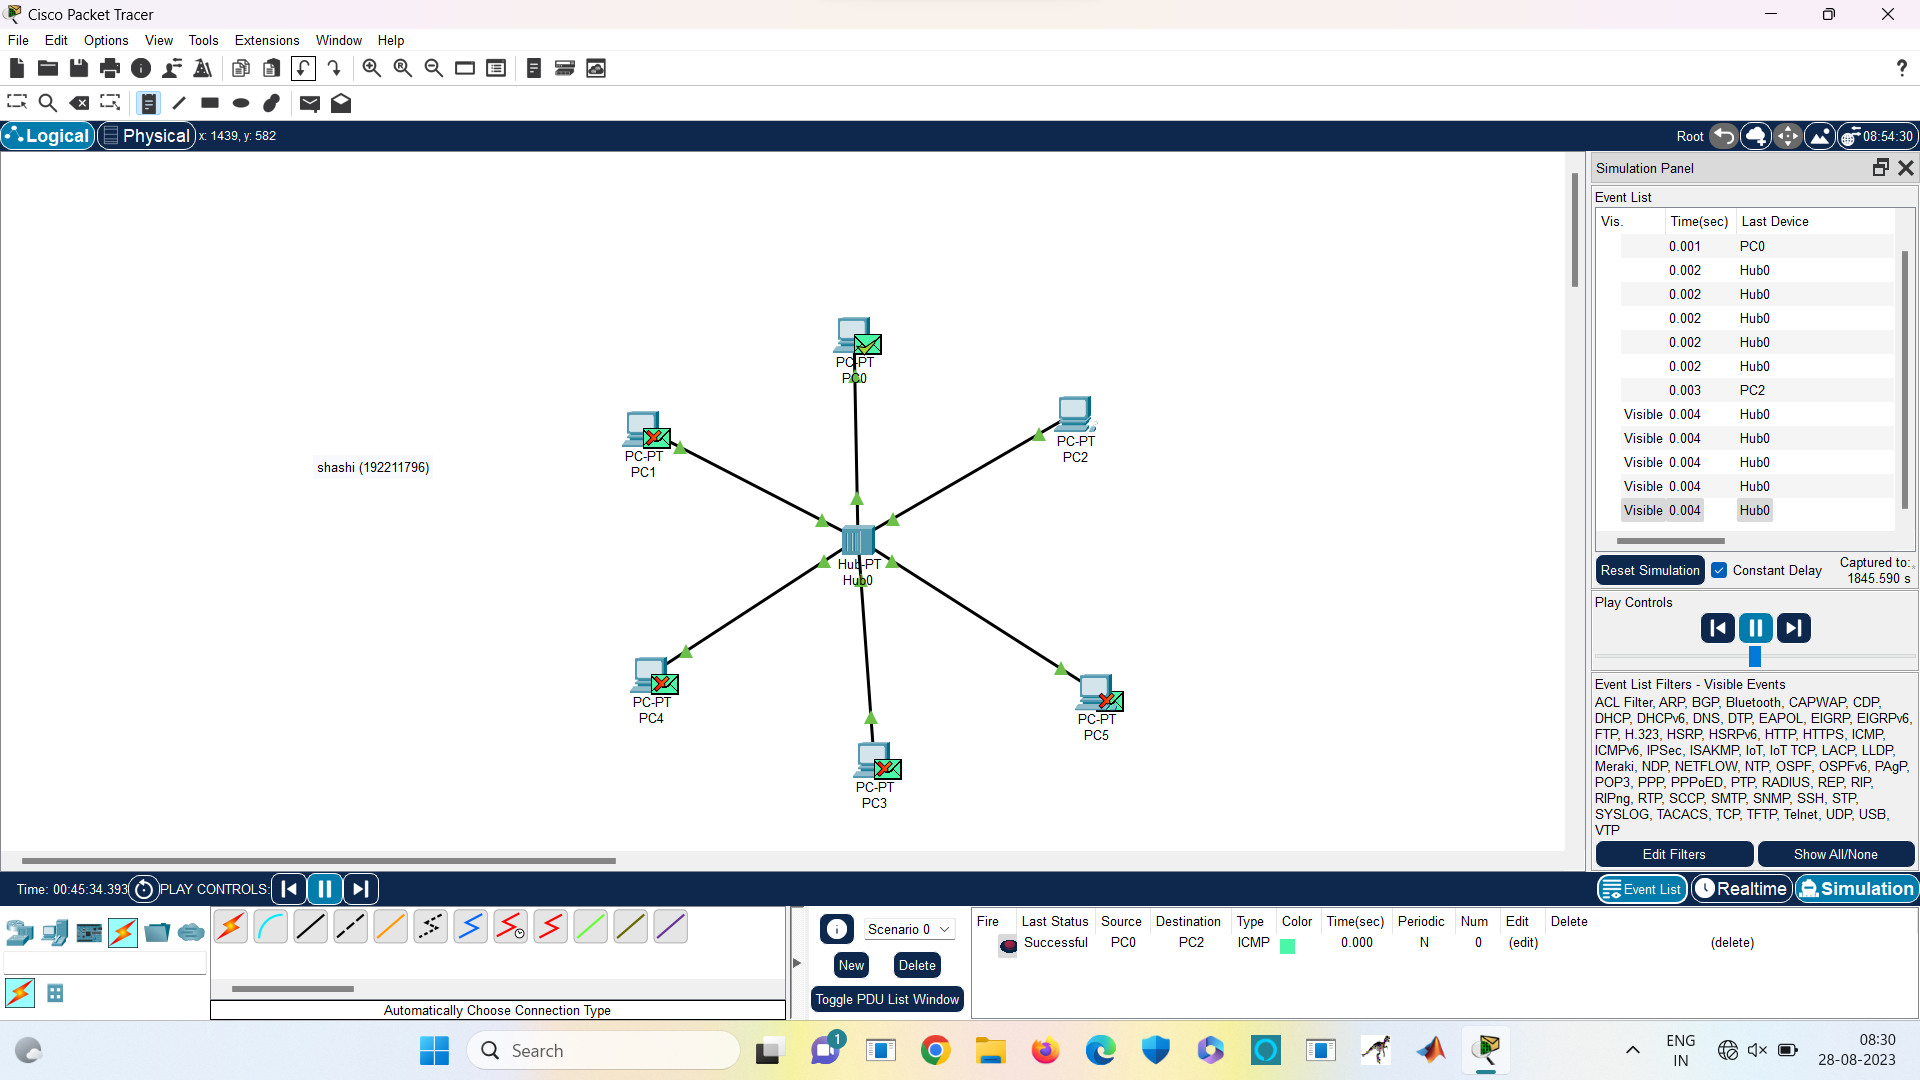 Cisco Packet Tracer
File Edit Options View Tools Extensions Window Help
?
Logical Physical x: 1439, y: 582
Root 08:54:30
shashi (192211796)
PC-PT
PC0
PC-PT
PC1
PC-PT
PC2
Hub-PT
Hub0
PC-PT
PC4
PC-PT
PC5
PC-PT
PC3
Simulation Panel
Event List
Vis. Time(sec) Last Device
0.001 PC0
0.002 Hub0
0.002 Hub0
0.002 Hub0
0.002 Hub0
0.002 Hub0
0.003 PC2
Visible 0.004 Hub0
Visible 0.004 Hub0
Visible 0.004 Hub0
Visible 0.004 Hub0
Visible 0.004 Hub0
Reset Simulation Constant Delay Captured to:
1845.590 s
Play Controls
Event List Filters - Visible Events
ACL Filter, ARP, BGP, Bluetooth, CAPWAP, CDP,
DHCP, DHCPv6, DNS, DTP, EAPOL, EIGRP, EIGRPv6,
FTP, H.323, HSRP, HSRPv6, HTTP, HTTPS, ICMP,
ICMPv6, IPSec, ISAKMP, IoT, IoT TCP, LACP, LLDP,
Meraki, NDP, NETFLOW, NTP, OSPF, OSPFv6, PAgP,
POP3, PPP, PPPoED, PTP, RADIUS, REP, RIP,
RIPng, RTP, SCCP, SMTP, SNMP, SSH, STP,
SYSLOG, TACACS, TCP, TFTP, Telnet, UDP, USB,
VTP
Edit Filters Show All/None
Time: 00:45:34.393 PLAY CONTROLS:
Event List Realtime Simulation
Scenario 0
New Delete
Toggle PDU List Window
Automatically Choose Connection Type
Fire Last Status Source Destination Type Color Time(sec) Periodic Num Edit Delete
Successful PC0 PC2 ICMP 0.000 N 0 (edit) (delete)
Search
1
ENG
IN
08:30
28-08-2023